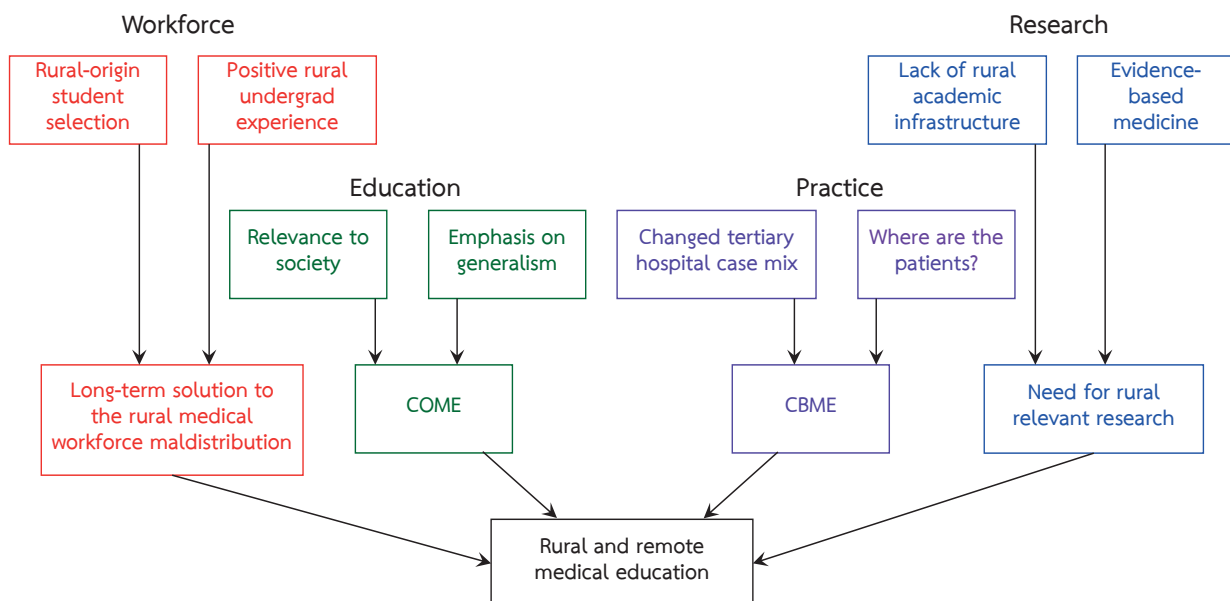 Workforce
Research
Rural-origin
student
selection
Positive rural
undergrad
experience
Lack of rural
academic
infrastructure
Evidence-
based
medicine
Education
Practice
Relevance to
society
Emphasis on
generalism
Changed tertiary
hospital case mix
Where are the
patients?
Long-term solution to
the rural medical
workforce maldistribution
COME
CBME
Need for rural
relevant research
Rural and remote
medical education